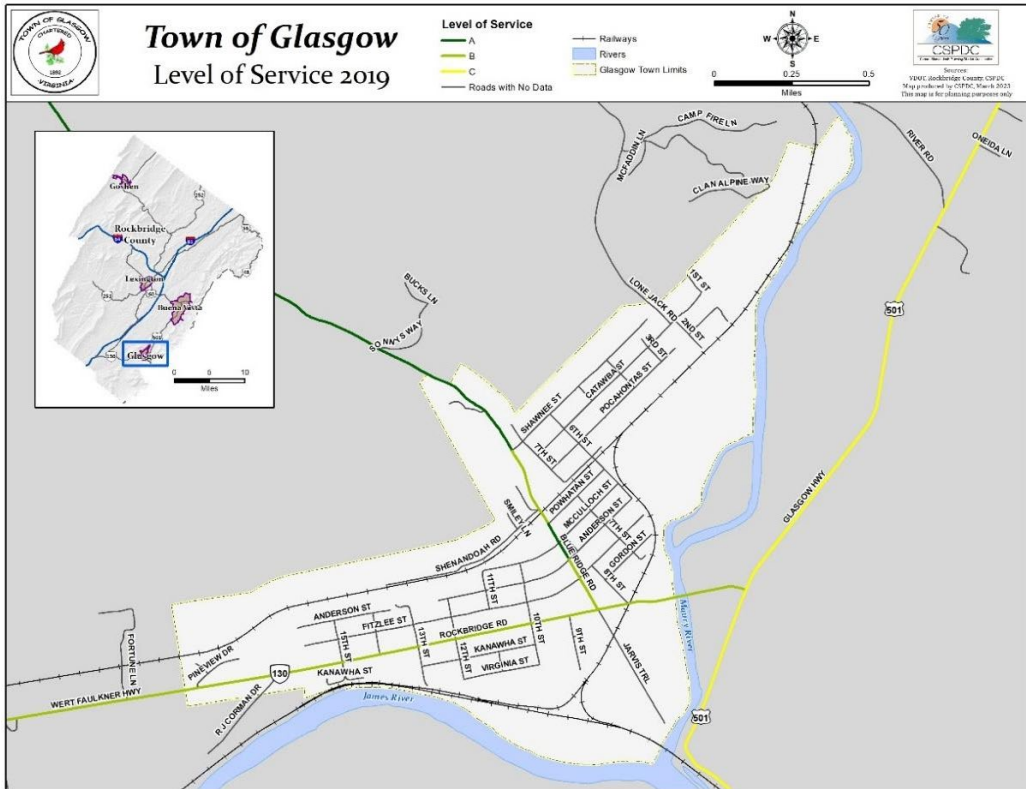 TOWN OF GLASGOW
CHARTERED
1892
VIRGINIA
Town of Glasgow
Level of Service 2019
Level of Service
A
B
C
Roads with No Data
Railways
Rivers
Glasgow Town Limits
N
W
E
S
0 0.25 0.5
Miles
CSPDC
Sources:
VDOT, Rockbridge County, CSPDC
Map produced by CSPDC, March 2023
This map is for planning purposes only
Goshen
Rockbridge
County
Lexington
Buena Vista
Glasgow
0 5 10
Miles
CAMP FIRE LN
MCFADDIN LN
CLAN ALPINE WAY
RIVER RD
ONEIDA LN
BUCKS LN
SONNYS WAY
LONE JACK RD
1ST ST
2ND ST
3RD ST
501
CATAWBA ST
POCAHONTAS ST
SHAWNEE ST
6TH ST
7TH ST
POWHATAN ST
MCCULLOCH ST
ANDERSON ST
7TH ST
GORDON ST
8TH ST
SMILEY LN
BLUE RIDGE RD
SHENANDOAH RD
GLASGOW HWY
Maury River
11TH ST
ANDERSON ST
FITZLEE ST
15TH ST
13TH ST
ROCKBRIDGE RD
12TH ST
10TH ST
9TH ST
KANAWHA ST
VIRGINIA ST
JARVIS TRL
FORTUNE LN
PINEVIEW DR
130
KANAWHA ST
WERT FAULKNER HWY
R J CORMAN DR
James River
501